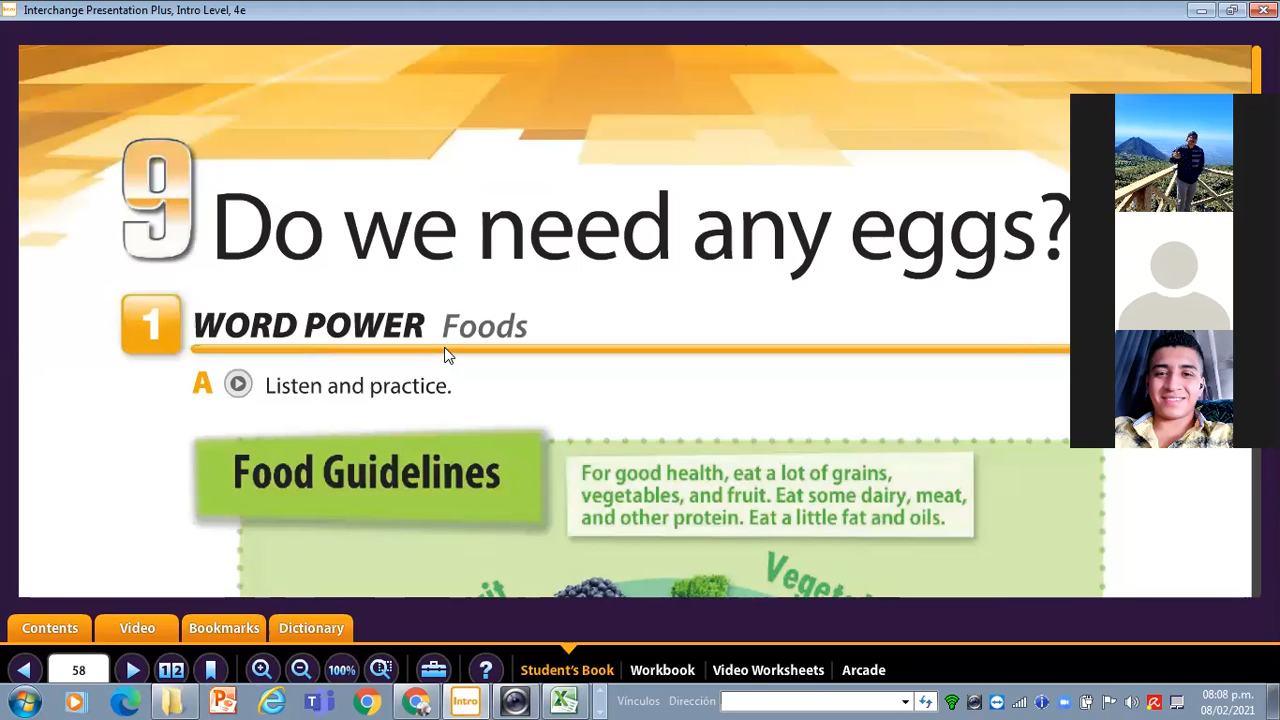 Interchange Presentation Plus, Intro Level, 4e
9 Do we need any eggs?
1 WORD POWER Foods
A Listen and practice.
Food Guidelines
For good health, eat a lot of grains,
vegetables, and fruit. Eat some dairy, meat,
and other protein. Eat a little fat and oils.
Contents Video Bookmarks Dictionary
58 12 100% ? Student's Book Workbook Video Worksheets Arcade
Intro Vínculos Dirección 08:08 p.m.
08/02/2021